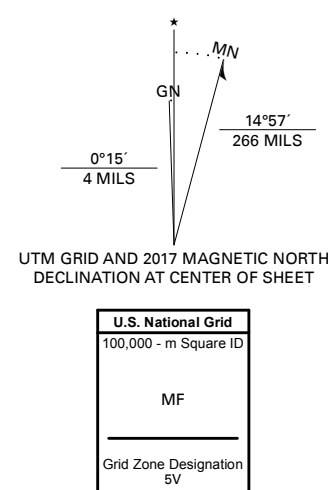 ★
MN
GN
14°57´
266 MILS
0°15´
4 MILS
UTM GRID AND 2017 MAGNETIC NORTH
DECLINATION AT CENTER OF SHEET
U.S. National Grid
100,000 - m Square ID
MF
Grid Zone Designation
5V